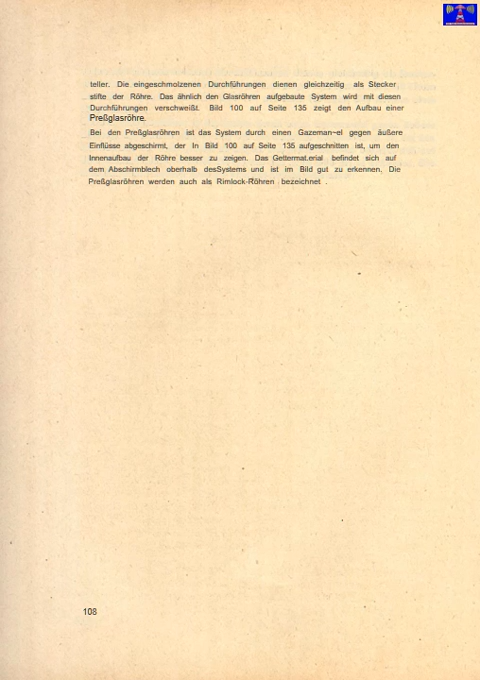 teller. Die eingeschmolzenen Durchführungen dienen gleichzeitig als Stecker
stifte der Röhre. Das ähnlich den Glasröhren aufgebaute System wird mit diesen
Durchführungen verschweißt. Bild 100 auf Seite 135 zeigt den Aufbau einer
Preßglasröhre.
Bei den Preßglasröhren ist das System durch einen Gazeman~el gegen äußere
Einflüsse abgeschirmt, der In Bild 100 auf Seite 135 aufgeschnitten ist, um den
Innenaufbau der Röhre besser zu zeigen. Das Gettermat.erial befindet sich auf
dem Abschirmblech oberhalb desSystems und ist im Bild gut zu erkennen. Die
Preßglasröhren werden auch als Rimlock-Röhren bezeichnet .
108